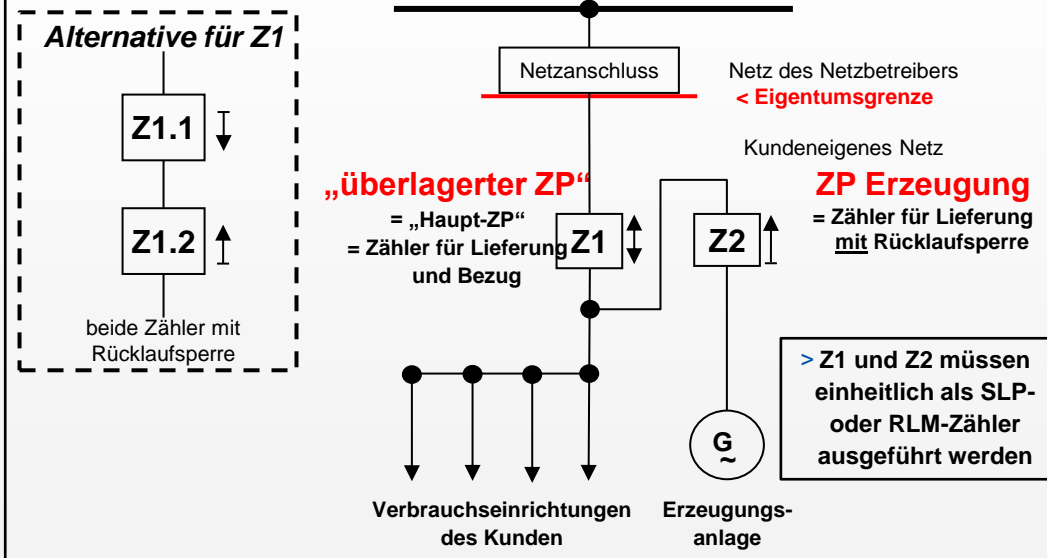 Alternative für Z1
Z1.1
Z1.2
beide Zähler mit
Rücklaufsperre
Netzanschluss
Netz des Netzbetreibers
< Eigentumsgrenze
Kundeneigenes Netz
„überlagerter ZP“
= „Haupt-ZP“
= Zähler für Lieferung
und Bezug
Z1
Z2
ZP Erzeugung
= Zähler für Lieferung
mit Rücklaufsperre
> Z1 und Z2 müssen
einheitlich als SLP-
oder RLM-Zähler
ausgeführt werden
G
~
Verbrauchseinrichtungen
des Kunden
Erzeugungs-
anlage